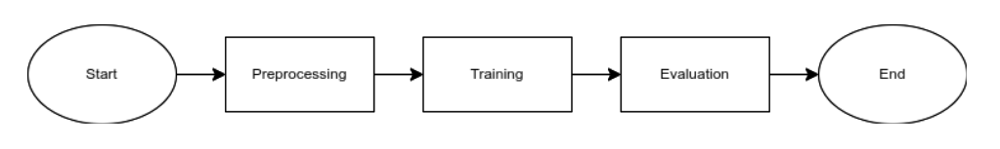 Start
Preprocessing
Training
Evaluation
End